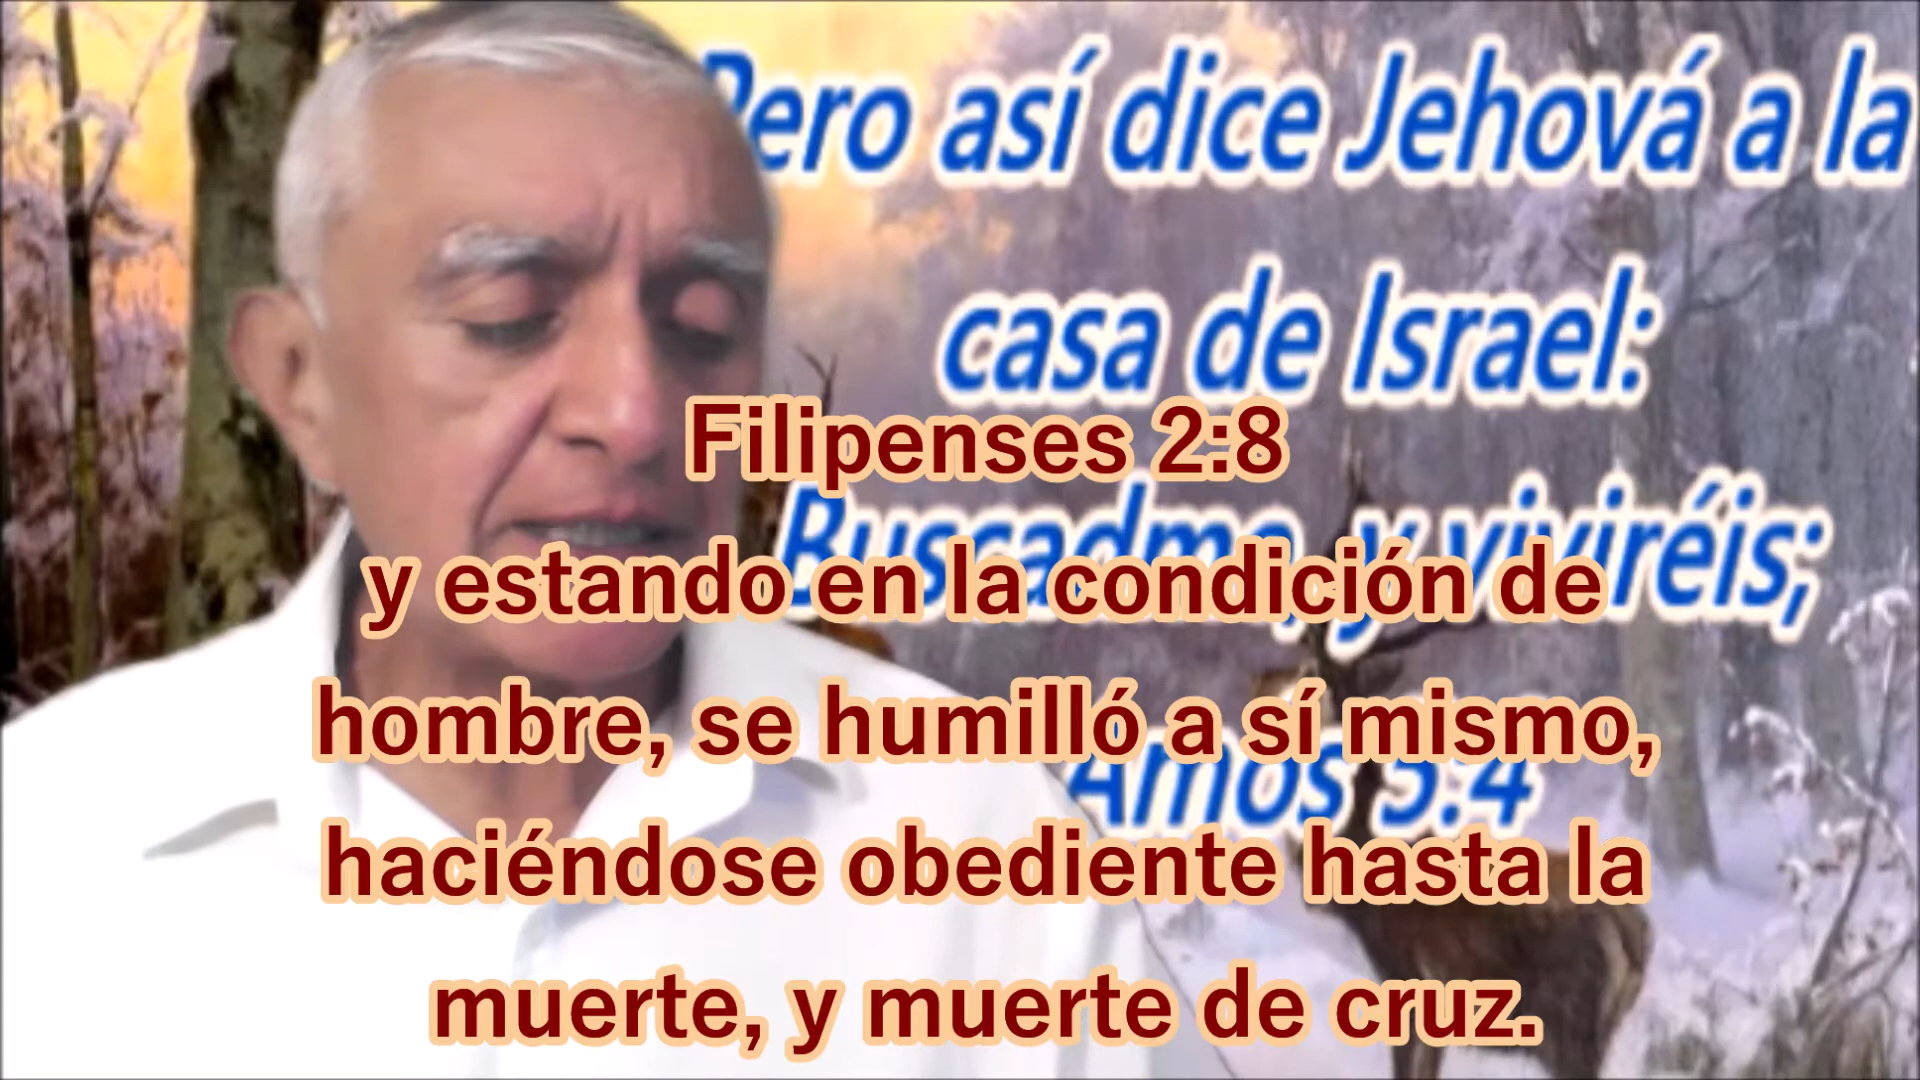 Pero así dice Jehová a la
casa de Israel:
Buscadme, y viviréis;
Amos 5:4
Filipenses 2:8
y estando en la condición de
hombre, se humilló a sí mismo,
haciéndose obediente hasta la
muerte, y muerte de cruz.